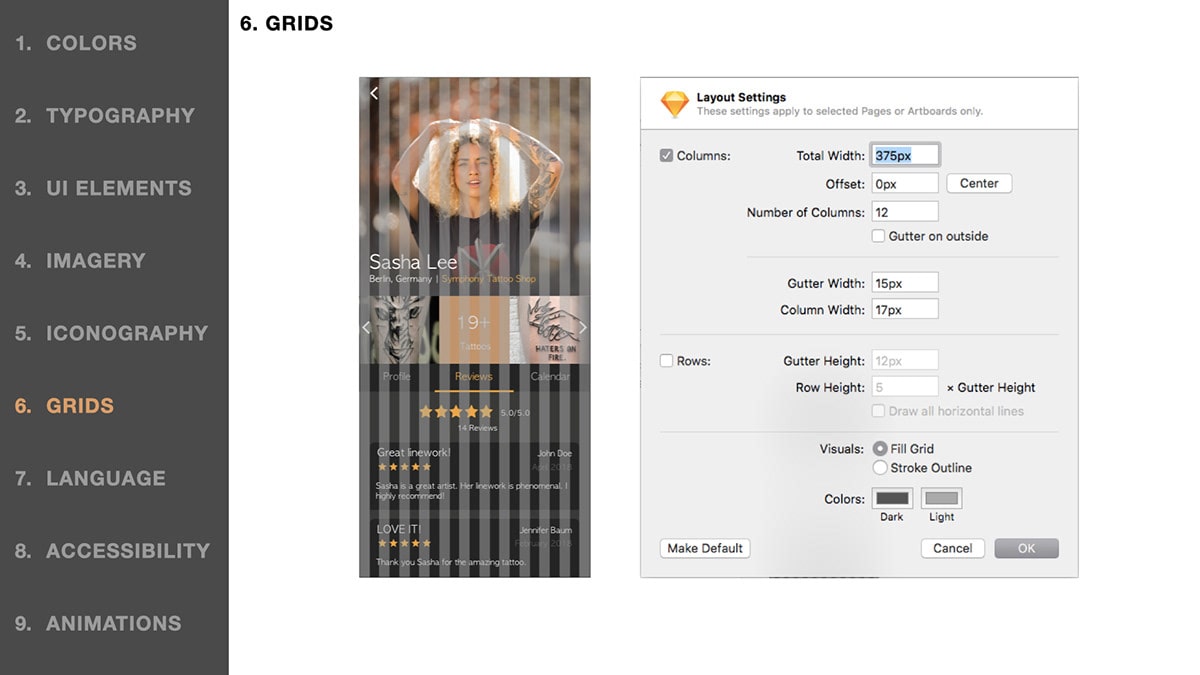 1. COLORS
2. TYPOGRAPHY
3. UI ELEMENTS
4. IMAGERY
5. ICONOGRAPHY
6. GRIDS
7. LANGUAGE
8. ACCESSIBILITY
9. ANIMATIONS
6. GRIDS
Sasha Lee
Berlin, Germany | Symphony Tattoo Shop
19+
Tattoos
HATERS ON
FIRE.
Profile Reviews Calendar
5.0/5.0
14 Reviews
Great linework! John Doe
April 2018
Sasha is a great artist. Her linework is phenomenal. I
highly recommend!
LOVE IT! Jennifer Baum
February 2018
Thank you Sasha for the amazing tattoo.
Layout Settings
These settings apply to selected Pages or Artboards only.
Columns: Total Width: 375px
Offset: 0px Center
Number of Columns: 12
Gutter on outside
Gutter Width: 15px
Column Width: 17px
Rows: Gutter Height: 12px
Row Height: 5 × Gutter Height
Draw all horizontal lines
Visuals: Fill Grid
Stroke Outline
Colors:
Dark Light
Make Default Cancel OK